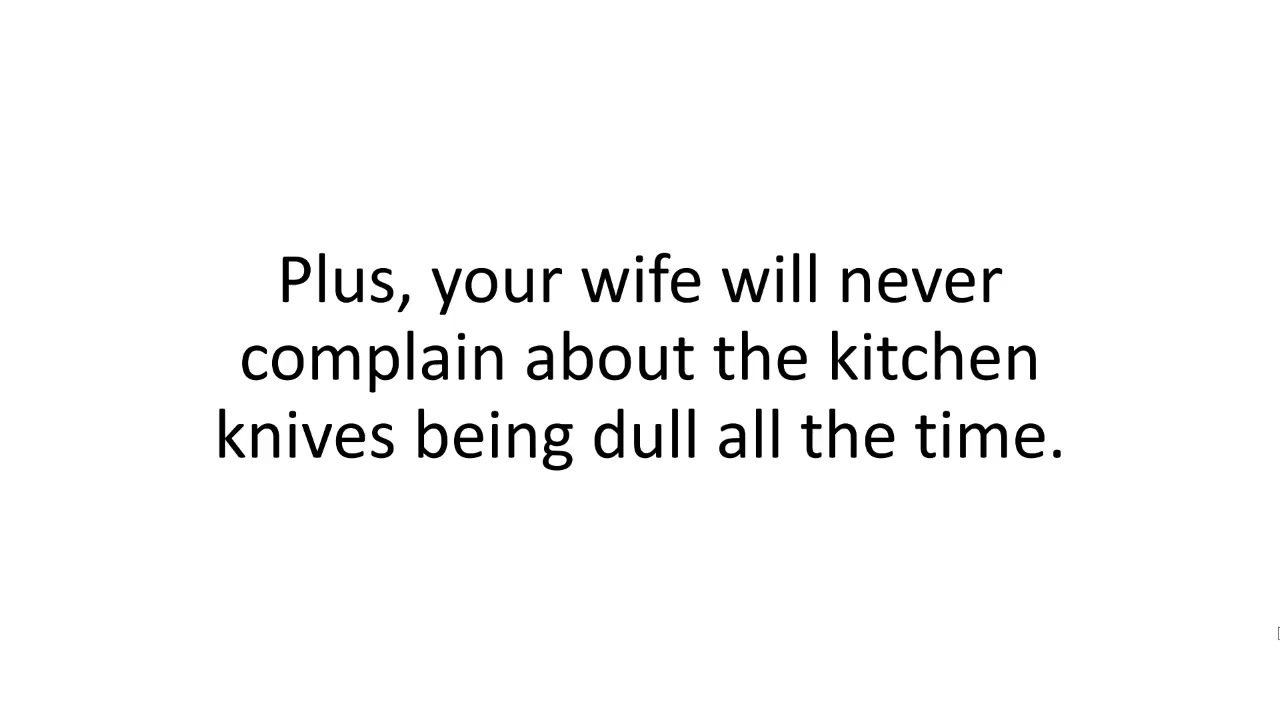 Plus, your wife will never
complain about the kitchen
knives being dull all the time.